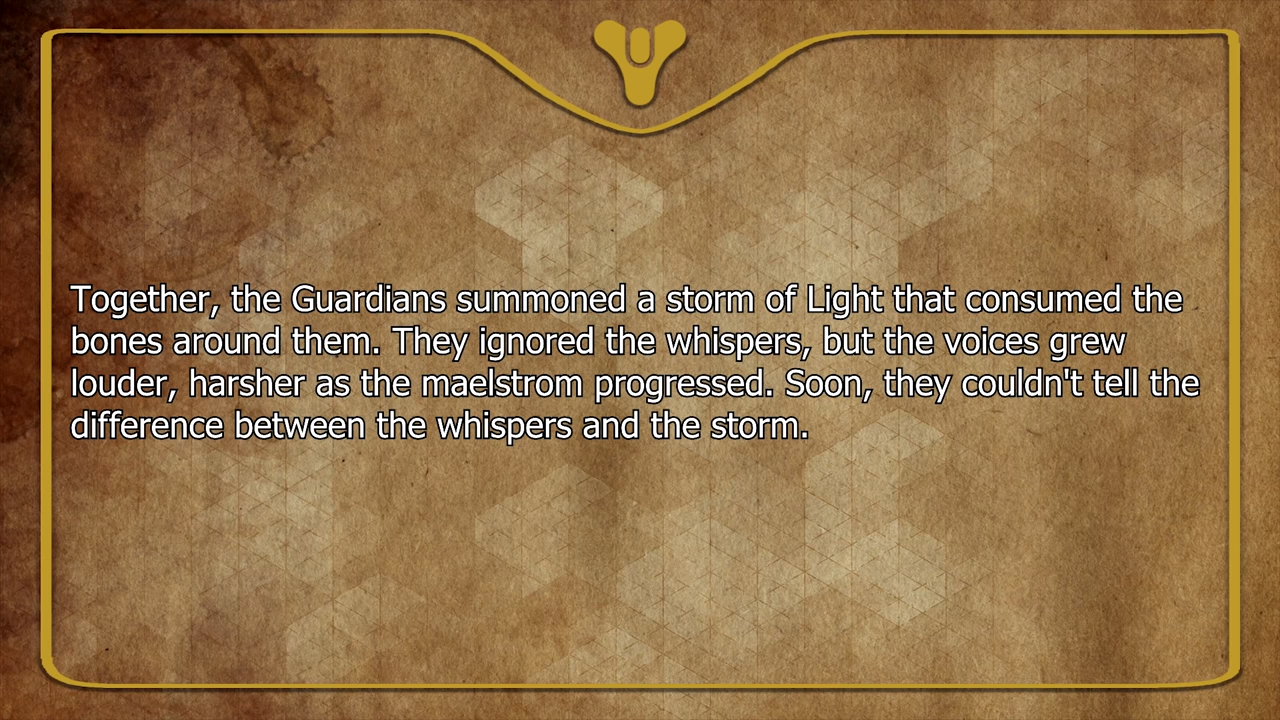 Together, the Guardians summoned a storm of Light that consumed the
bones around them. They ignored the whispers, but the voices grew
louder, harsher as the maelstrom progressed. Soon, they couldn't tell the
difference between the whispers and the storm.